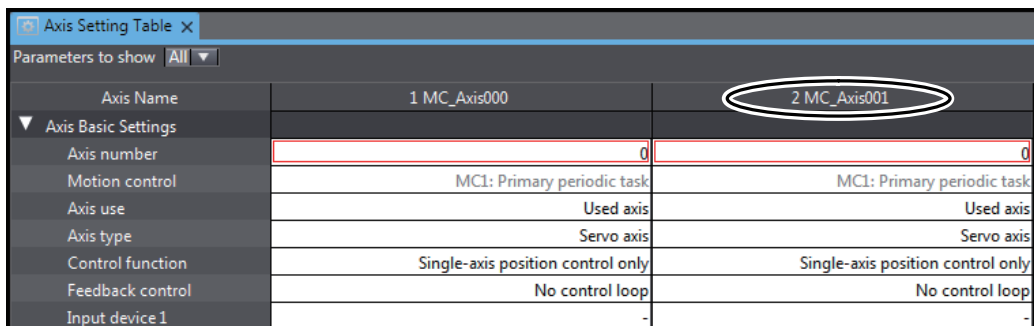 Axis Setting Table
Parameters to show All
Axis Name 1 MC_Axis000 2 MC_Axis001
Axis Basic Settings
Axis number 0 0
Motion control MC1: Primary periodic task MC1: Primary periodic task
Axis use Used axis Used axis
Axis type Servo axis Servo axis
Control function Single-axis position control only Single-axis position control only
Feedback control No control loop No control loop
Input device 1 - -